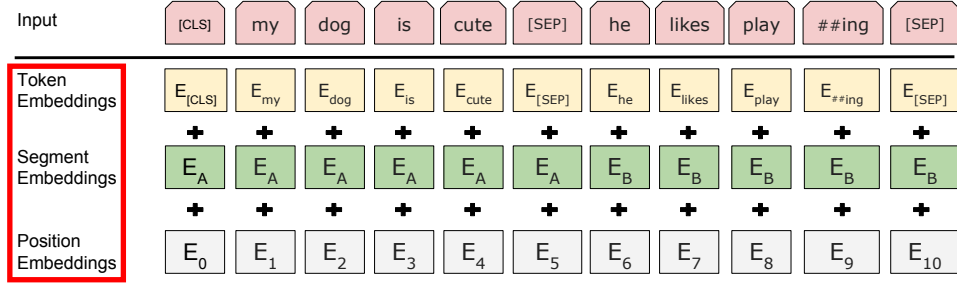 Input [CLS] my dog is cute [SEP] he likes play ##ing [SEP]
Token
Embeddings
E[CLS] Emy Edog Eis Ecute E[SEP] Ehe Elikes Eplay E##ing E[SEP]
+ + + + + + + + + + +
Segment
Embeddings
EA EA EA EA EA EA EB EB EB EB EB
+ + + + + + + + + + +
Position
Embeddings
E0 E1 E2 E3 E4 E5 E6 E7 E8 E9 E10